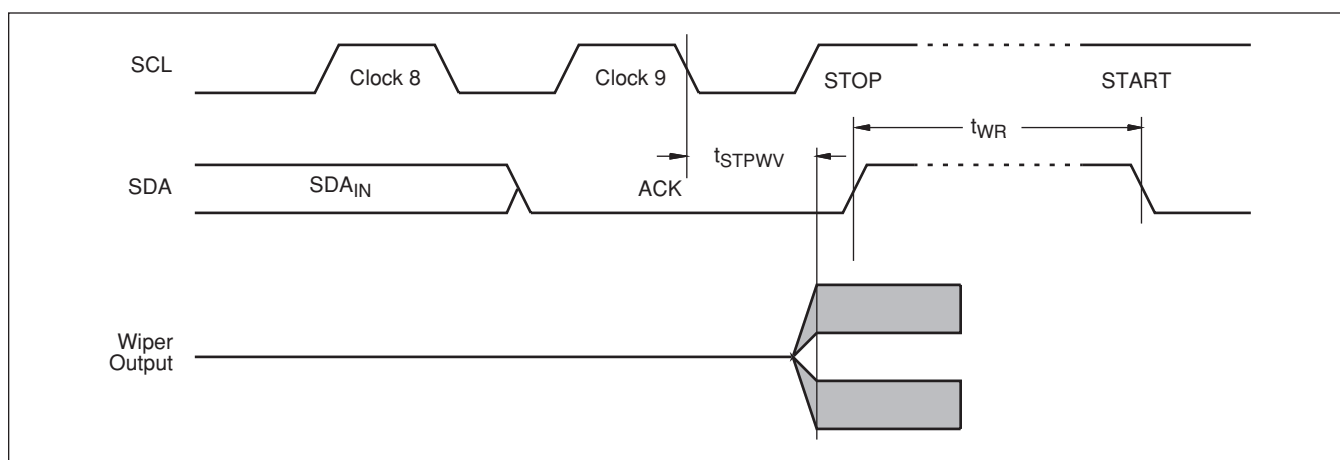 SCL
Clock 8
Clock 9
STOP
START
tWR
tSTPWV
SDA
SDAIN
ACK
Wiper
Output